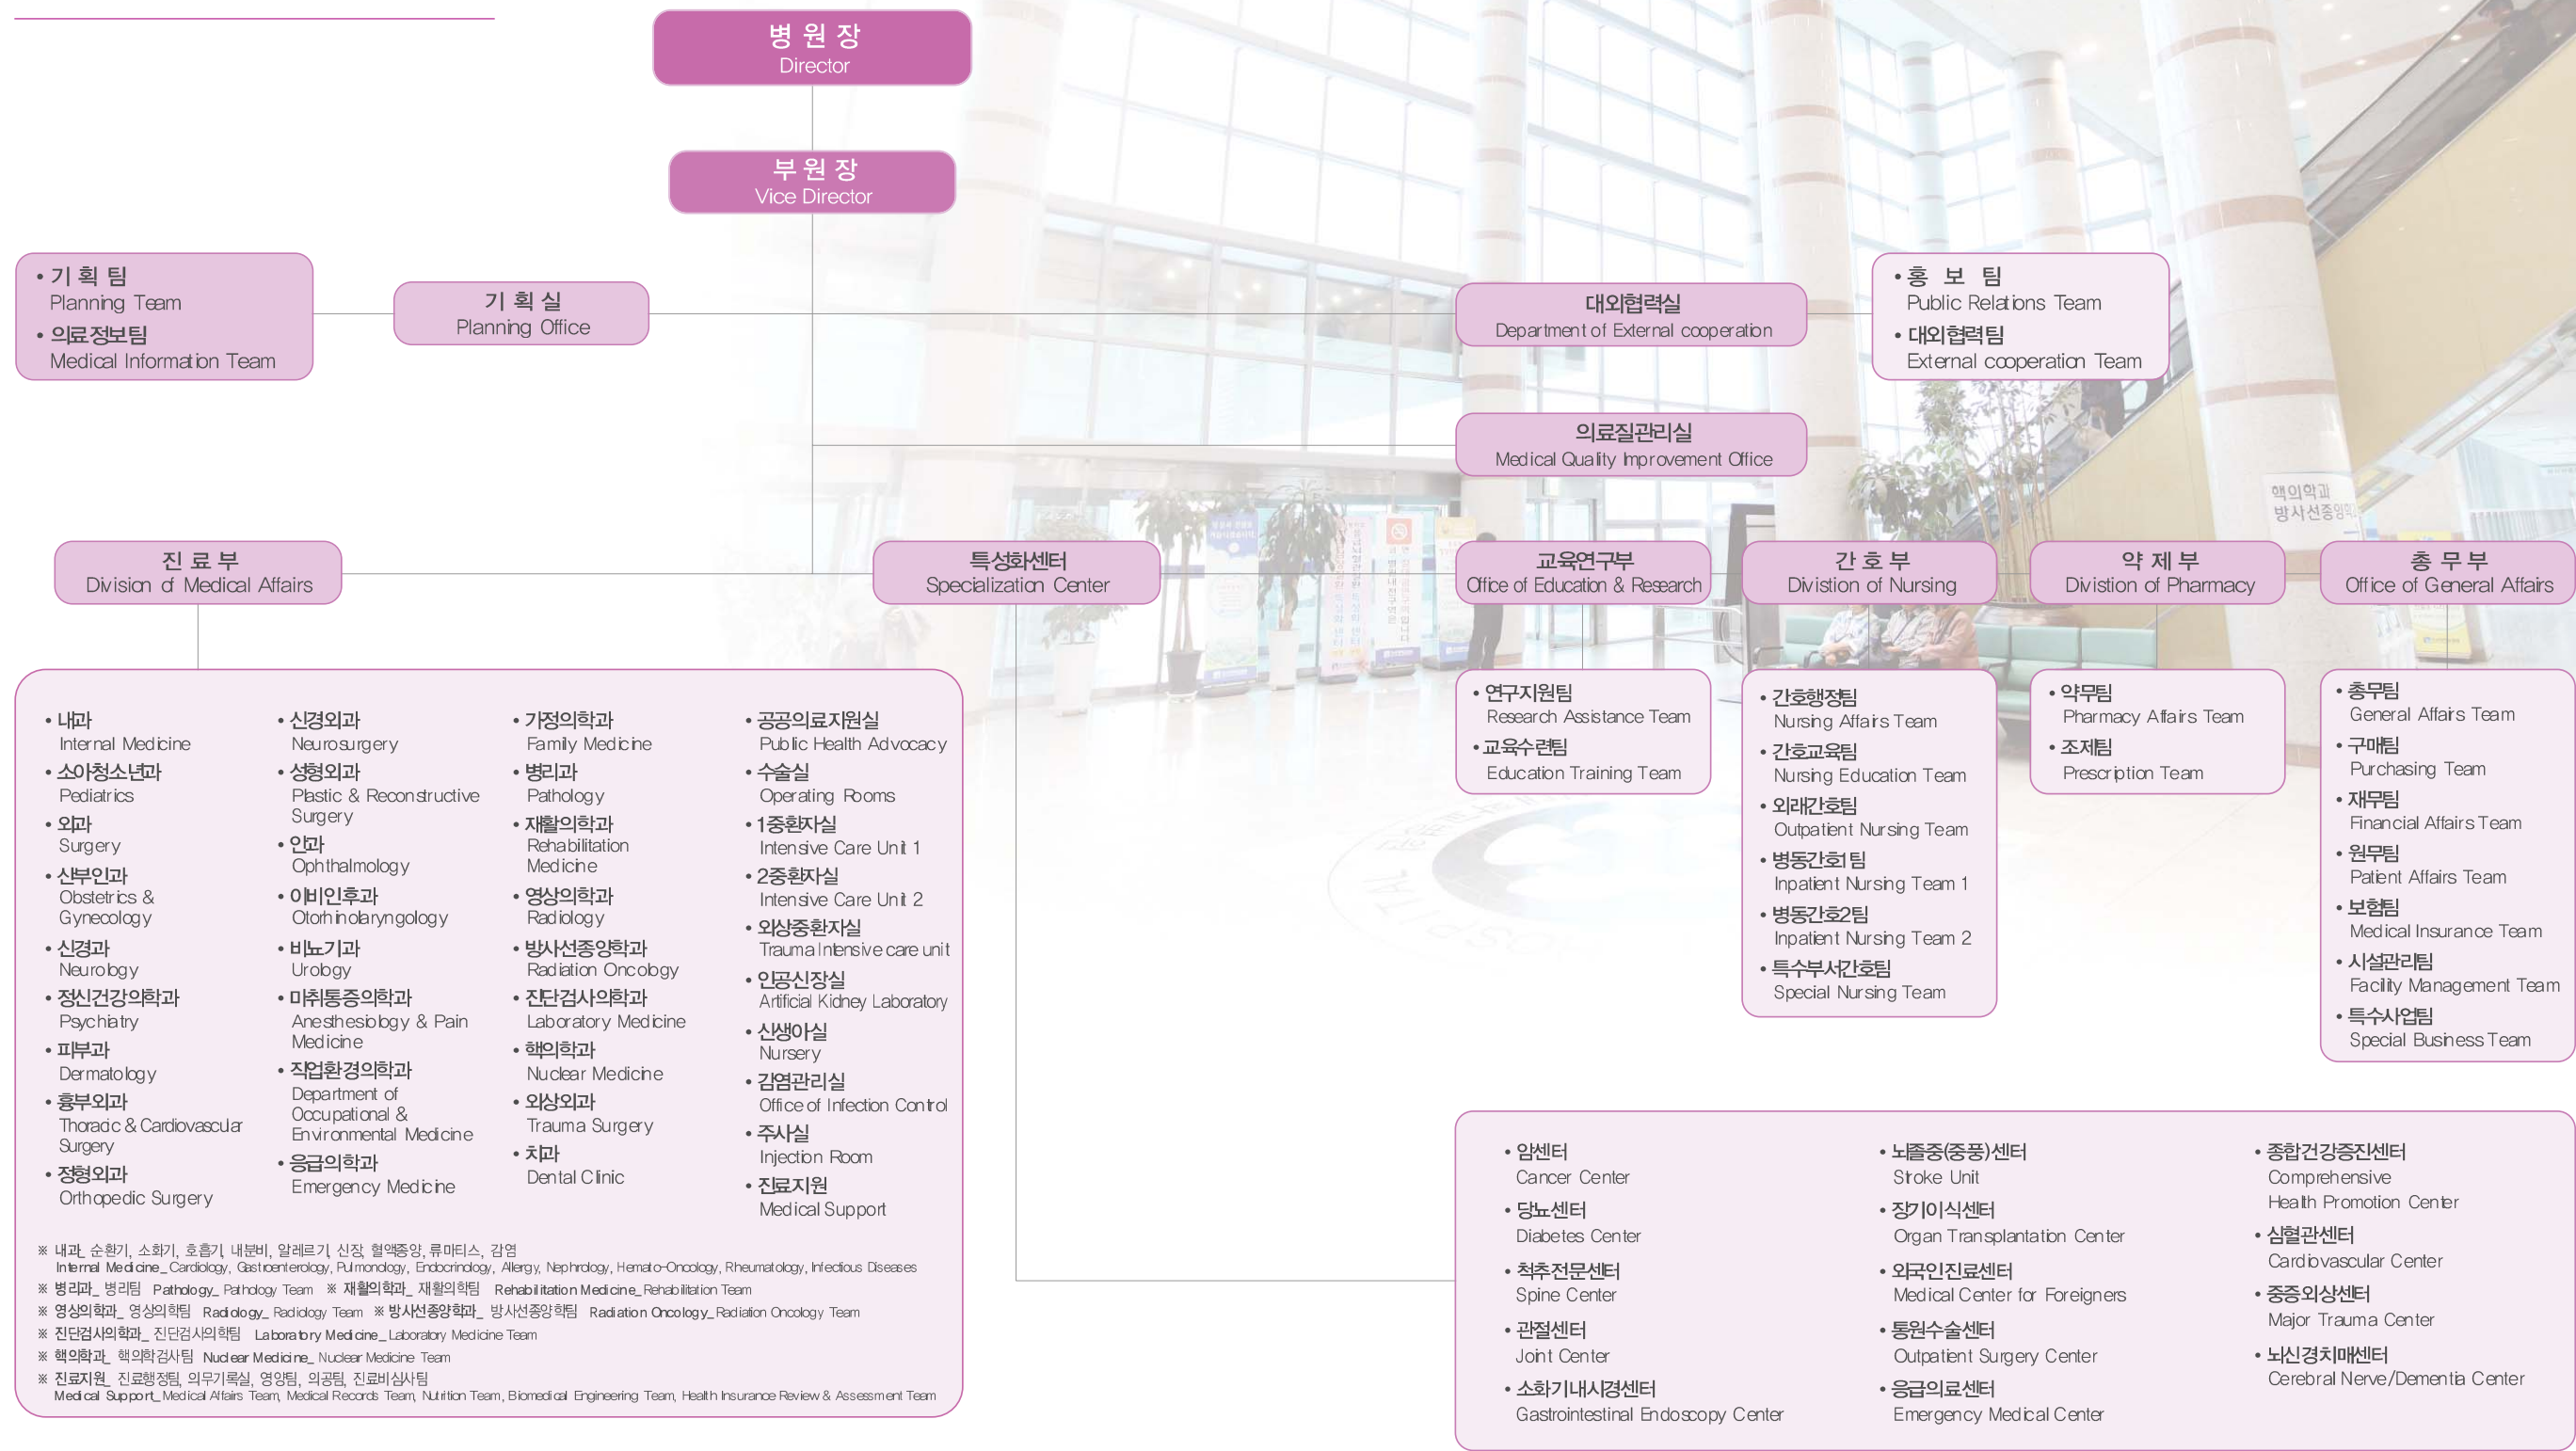 병원장
Director
부원장
Vice Director
• 기획팀
Planning Team
• 의료정보팀
Medical Information Team
기획실
Planning Office
대외협력실
Department of External cooperation
• 홍보팀
Public Relations Team
• 대외협력팀
External cooperation Team
의료질관리실
Medical Quality Improvement Office
핵의학과
방사선종양학과
진료부
Division of Medical Affairs
특성화센터
Specialization Center
교육연구부
Office of Education & Research
간호부
Divistion of Nursing
약제부
Divistion of Pharmacy
총무부
Office of General Affairs
• 내과
Internal Medicine
• 소아청소년과
Pediatrics
• 외과
Surgery
• 산부인과
Obstetrics &
Gynecology
• 신경과
Neurology
• 정신건강의학과
Psychiatry
• 피부과
Dermatology
• 흉부외과
Thoracic & Cardiovascular
Surgery
• 정형외과
Orthopedic Surgery
• 신경외과
Neurosurgery
• 성형외과
Plastic & Reconstructive
Surgery
• 안과
Ophthalmology
• 이비인후과
Otorhinolaryngology
• 비뇨기과
Urology
• 마취통증의학과
Anesthesiology & Pain
Medicine
• 직업환경의학과
Department of
Occupational &
Environmental Medicine
• 응급의학과
Emergency Medicine
• 가정의학과
Family Medicine
• 병리과
Pathology
• 재활의학과
Rehabilitation
Medicine
• 영상의학과
Radiology
• 방사선종양학과
Radiation Oncology
• 진단검사의학과
Laboratory Medicine
• 핵의학과
Nuclear Medicine
• 외상외과
Trauma Surgery
• 치과
Dental Clinic
• 공공의료지원실
Public Health Advocacy
• 수술실
Operating Rooms
• 1중환자실
Intensive Care Unit 1
• 2중환자실
Intensive Care Unit 2
• 외상중환자실
Trauma Intensive care unit
• 인공신장실
Artificial Kidney Laboratory
• 신생아실
Nursery
• 감염관리실
Office of Infection Control
• 주사실
Injection Room
• 진료지원
Medical Support
※ 내과_ 순환기, 소화기, 호흡기, 내분비, 알레르기, 신장, 혈액종양, 류마티스, 감염
Internal Medicine_ Cardiology, Gastroenterology, Pulmonology, Endocrinology, Allergy, Nephrology, Hemato-Oncology, Rheumatology, Infectious Diseases
※ 병리과_ 병리팀 Pathology_ Pathology Team ※ 재활의학과_ 재활의학팀 Rehabilitation Medicine_ Rehabilitation Team
※ 영상의학과_ 영상의학팀 Radiology_ Radiology Team ※ 방사선종양학과_ 방사선종양학팀 Radiation Oncology_ Radiation Oncology Team
※ 진단검사의학과_ 진단검사의학팀 Laboratory Medicine_ Laboratory Medicine Team
※ 핵의학과_ 핵의학검사팀 Nuclear Medicine_ Nuclear Medicine Team
※ 진료지원_ 진료행정팀, 의무기록실, 영양팀, 의공팀, 진료비심사팀
Medical Support_ Medical Affairs Team, Medical Records Team, Nutrition Team, Biomedical Engineering Team, Health Insurance Review & Assessment Team
• 연구지원팀
Research Assistance Team
• 교육수련팀
Education Training Team
• 간호행정팀
Nursing Affairs Team
• 간호교육팀
Nursing Education Team
• 외래간호팀
Outpatient Nursing Team
• 병동간호1팀
Inpatient Nursing Team 1
• 병동간호2팀
Inpatient Nursing Team 2
• 특수부서간호팀
Special Nursing Team
• 약무팀
Pharmacy Affairs Team
• 조제팀
Prescription Team
• 총무팀
General Affairs Team
• 구매팀
Purchasing Team
• 재무팀
Financial Affairs Team
• 원무팀
Patient Affairs Team
• 보험팀
Medical Insurance Team
• 시설관리팀
Facility Management Team
• 특수사업팀
Special Business Team
HOSPITAL
• 암센터
Cancer Center
• 당뇨센터
Diabetes Center
• 척추전문센터
Spine Center
• 관절센터
Joint Center
• 소화기내시경센터
Gastrointestinal Endoscopy Center
• 뇌졸중(중풍)센터
Stroke Unit
• 장기이식센터
Organ Transplantation Center
• 외국인진료센터
Medical Center for Foreigners
• 통원수술센터
Outpatient Surgery Center
• 응급의료센터
Emergency Medical Center
• 종합건강증진센터
Comprehensive
Health Promotion Center
• 심혈관센터
Cardiovascular Center
• 중증외상센터
Major Trauma Center
• 뇌신경치매센터
Cerebral Nerve/Dementia Center